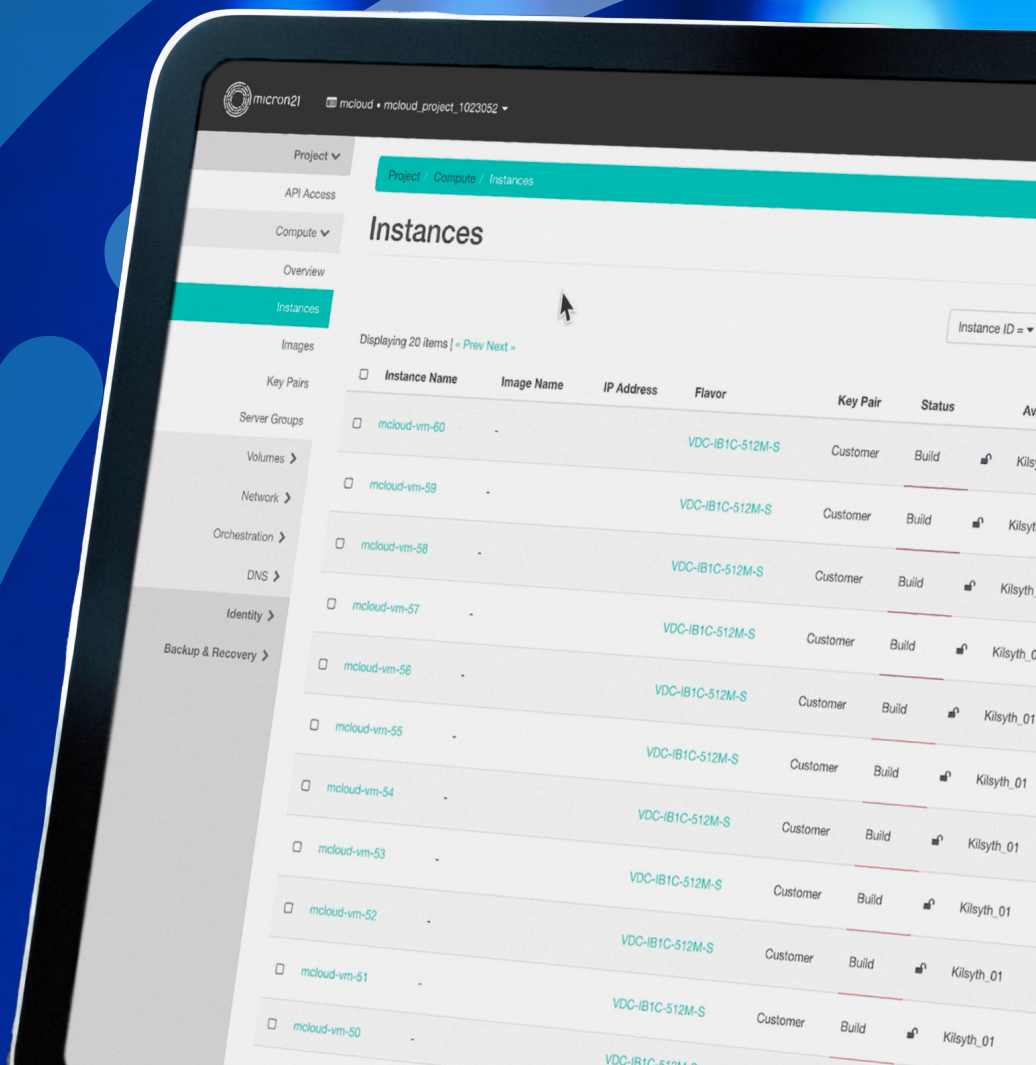 micron21 mcloud • mcloud_project_1023052
Project
API Access
Compute
Overview
Instances
Images
Key Pairs
Server Groups
Volumes
Network
Orchestration
DNS
Identity
Backup & Recovery
Project / Compute / Instances
Instances
Instance ID =
Displaying 20 items | « Prev Next »
Instance Name Image Name IP Address Flavor Key Pair Status
mcloud-vm-60 - VDC-IB1C-512M-S Customer Build
mcloud-vm-59 - VDC-IB1C-512M-S Customer Build
mcloud-vm-58 - VDC-IB1C-512M-S Customer Build Kilsyth_
mcloud-vm-57 - VDC-IB1C-512M-S Customer Build Kilsyth_0
mcloud-vm-56 - VDC-IB1C-512M-S Customer Build Kilsyth_01
mcloud-vm-55 - VDC-IB1C-512M-S Customer Build Kilsyth_01
mcloud-vm-54 - VDC-IB1C-512M-S Customer Build Kilsyth_01
mcloud-vm-53 - VDC-IB1C-512M-S Customer Build Kilsyth_01
mcloud-vm-52 - VDC-IB1C-512M-S Customer Build Kilsyth_01
mcloud-vm-51 - VDC-IB1C-512M-S Customer Build Kilsyth_01
mcloud-vm-50 -